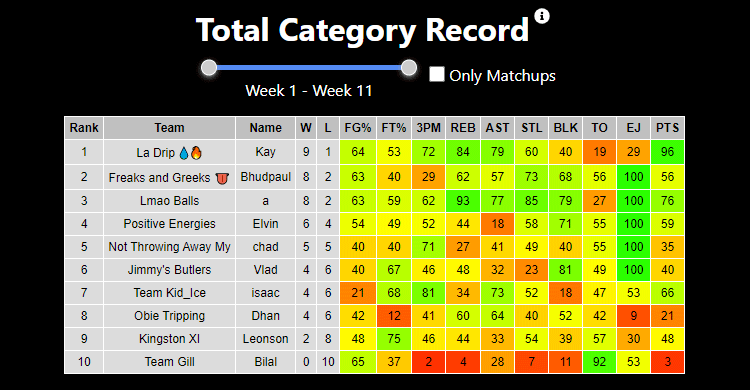 Total Category Record
Week 1 - Week 11
Only Matchups
Rank Team Name W L FG% FT% 3PM REB AST STL BLK TO EJ PTS
1 La Drip 💧🔥 Kay 9 1 64 53 72 84 79 60 40 19 29 96
2 Freaks and Greeks 👅 Bhudpaul 8 2 63 40 29 62 57 73 68 56 100 56
3 Lmao Balls a 8 2 63 59 62 93 77 85 79 27 100 76
4 Positive Energies Elvin 6 4 54 49 52 44 18 58 71 55 100 59
5 Not Throwing Away My chad 5 5 40 40 71 27 41 49 40 55 100 35
6 Jimmy's Butlers Vlad 4 6 40 67 46 48 32 23 81 49 100 40
7 Team Kid_Ice isaac 4 6 21 68 81 34 73 52 18 47 53 66
8 Obie Tripping Dhan 4 6 42 12 41 60 64 40 52 42 9 21
9 Kingston XI Leonson 2 8 48 75 46 44 33 54 39 57 30 48
10 Team Gill Bilal 0 10 65 37 2 4 28 7 11 92 53 3